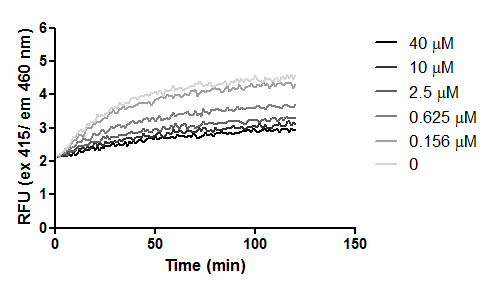 RFU (ex 415/ em 460 nm)
6
5
4
3
2
1
0
0
50
100
150
Time (min)
40 μM
10 μM
2.5 μM
0.625 μM
0.156 μM
0